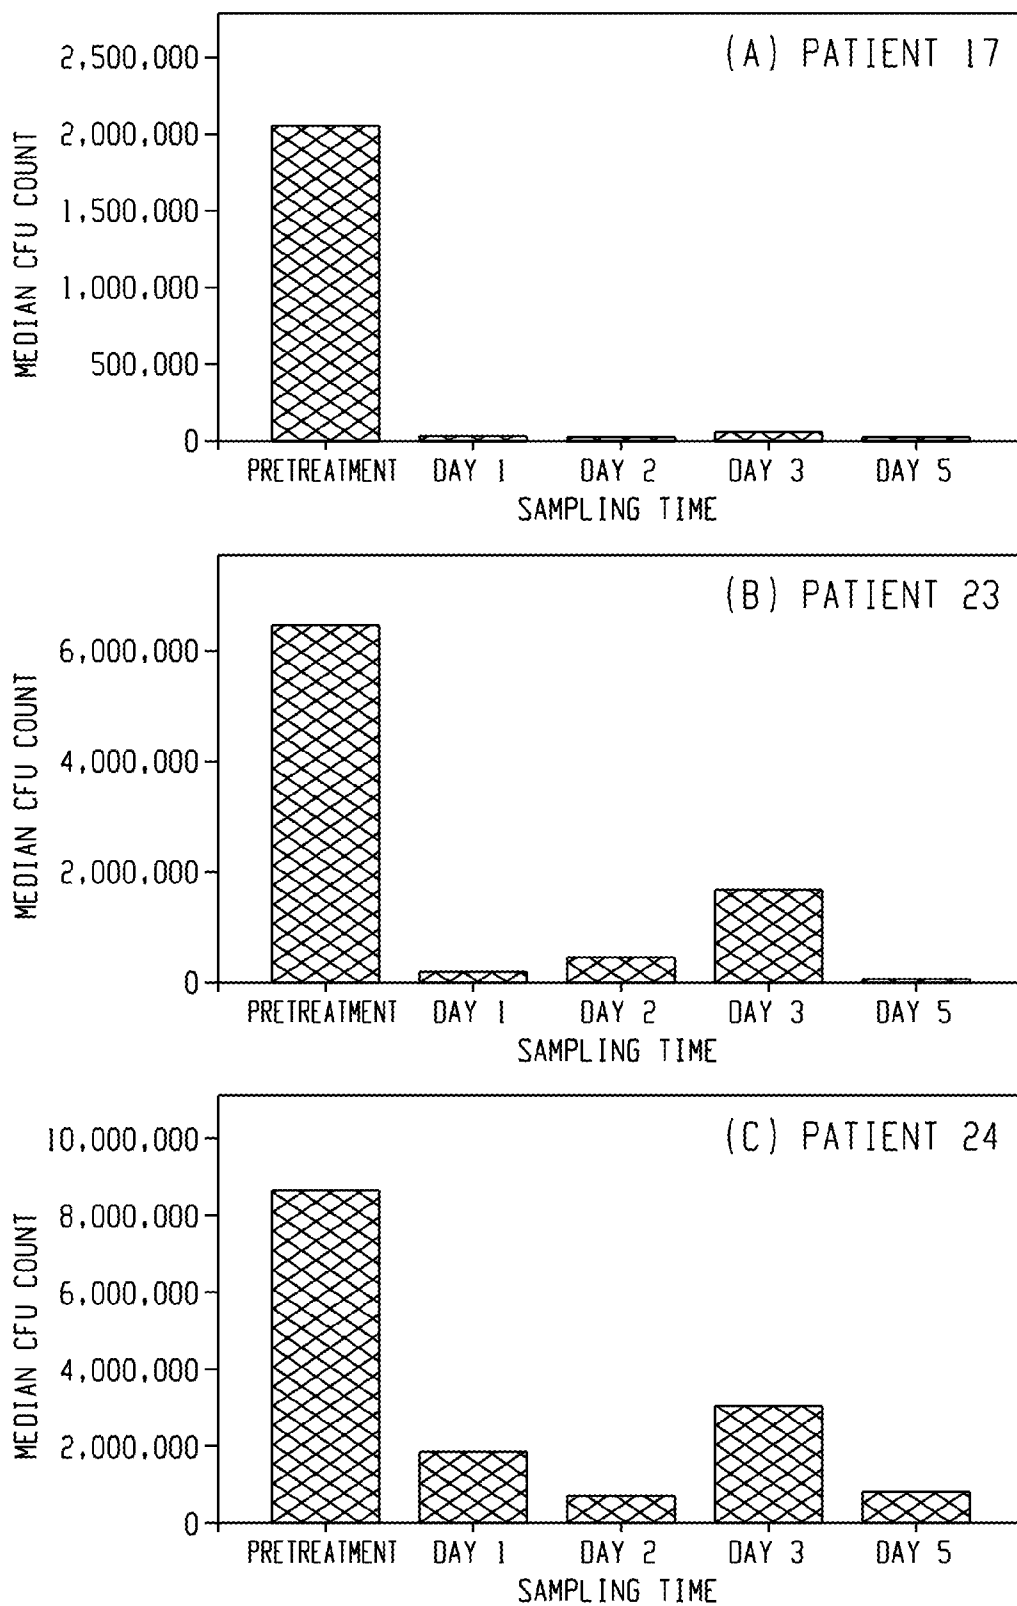 (A) PATIENT 17
MEDIAN CFU COUNT
2,500,000
2,000,000
1,500,000
1,000,000
500,000
0
PRETREATMENT DAY 1 DAY 2 DAY 3 DAY 5
SAMPLING TIME
(B) PATIENT 23
MEDIAN CFU COUNT
6,000,000
4,000,000
2,000,000
0
PRETREATMENT DAY 1 DAY 2 DAY 3 DAY 5
SAMPLING TIME
(C) PATIENT 24
MEDIAN CFU COUNT
10,000,000
8,000,000
6,000,000
4,000,000
2,000,000
0
PRETREATMENT DAY 1 DAY 2 DAY 3 DAY 5
SAMPLING TIME